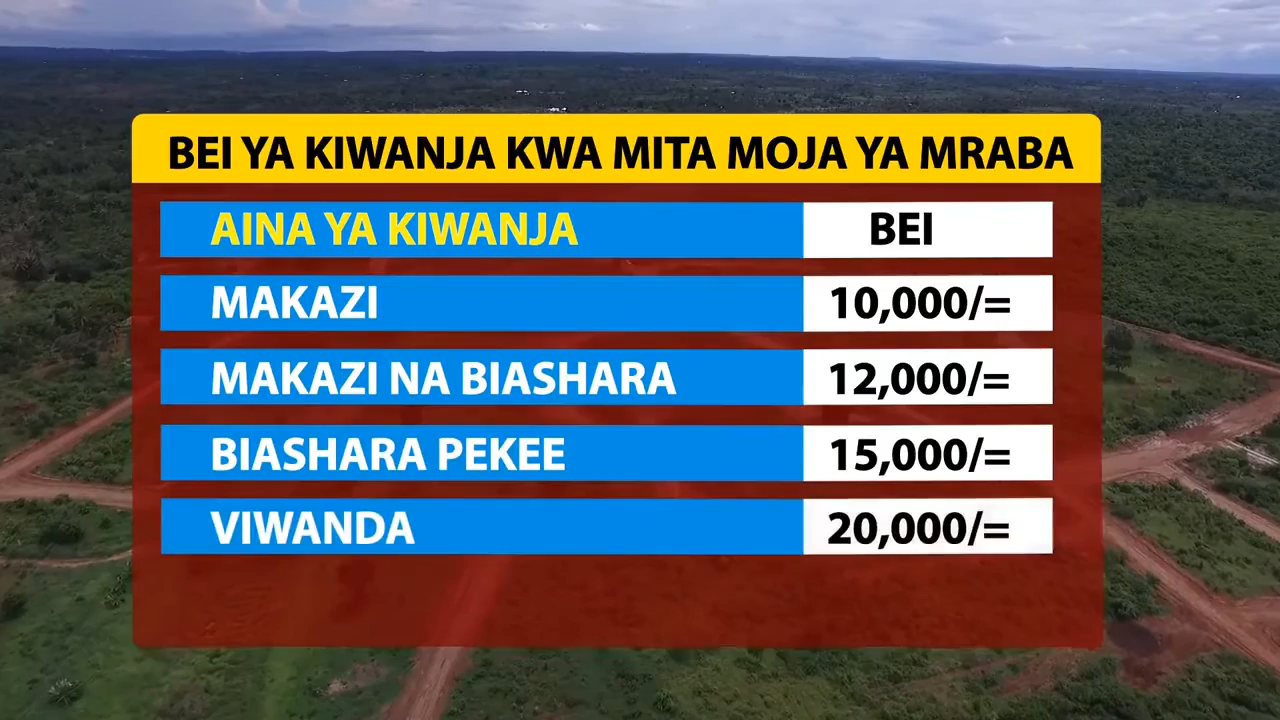 BEI YA KIWANJA KWA MITA MOJA YA MRABA
AINA YA KIWANJA BEI
MAKAZI 10,000/=
MAKAZI NA BIASHARA 12,000/=
BIASHARA PEKEE 15,000/=
VIWANDA 20,000/=